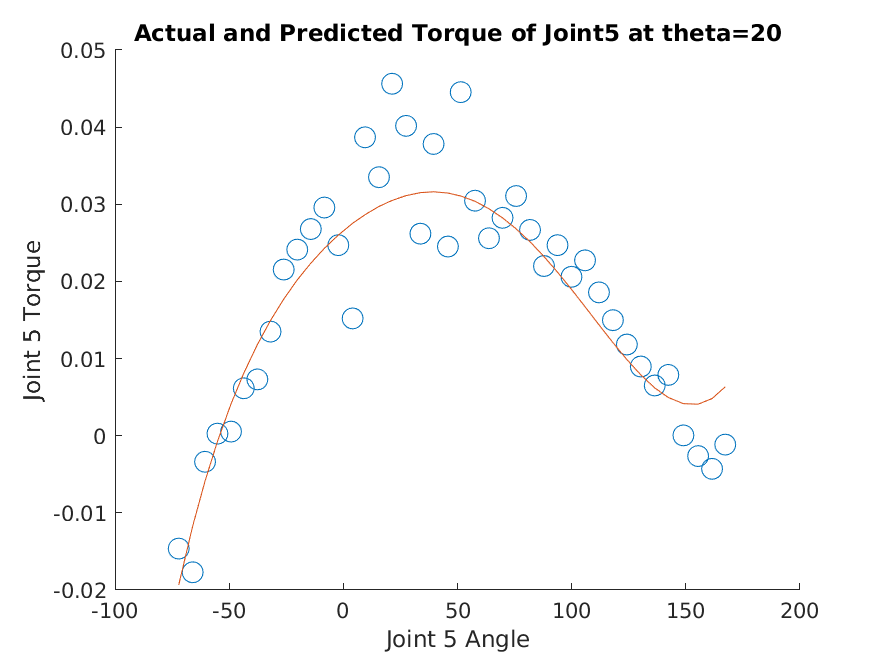 Actual and Predicted Torque of Joint5 at theta=20
0.05
0.04
0.03
0.02
0.01
0
-0.01
-0.02
Joint 5 Torque
-100 -50 0 50 100 150 200
Joint 5 Angle